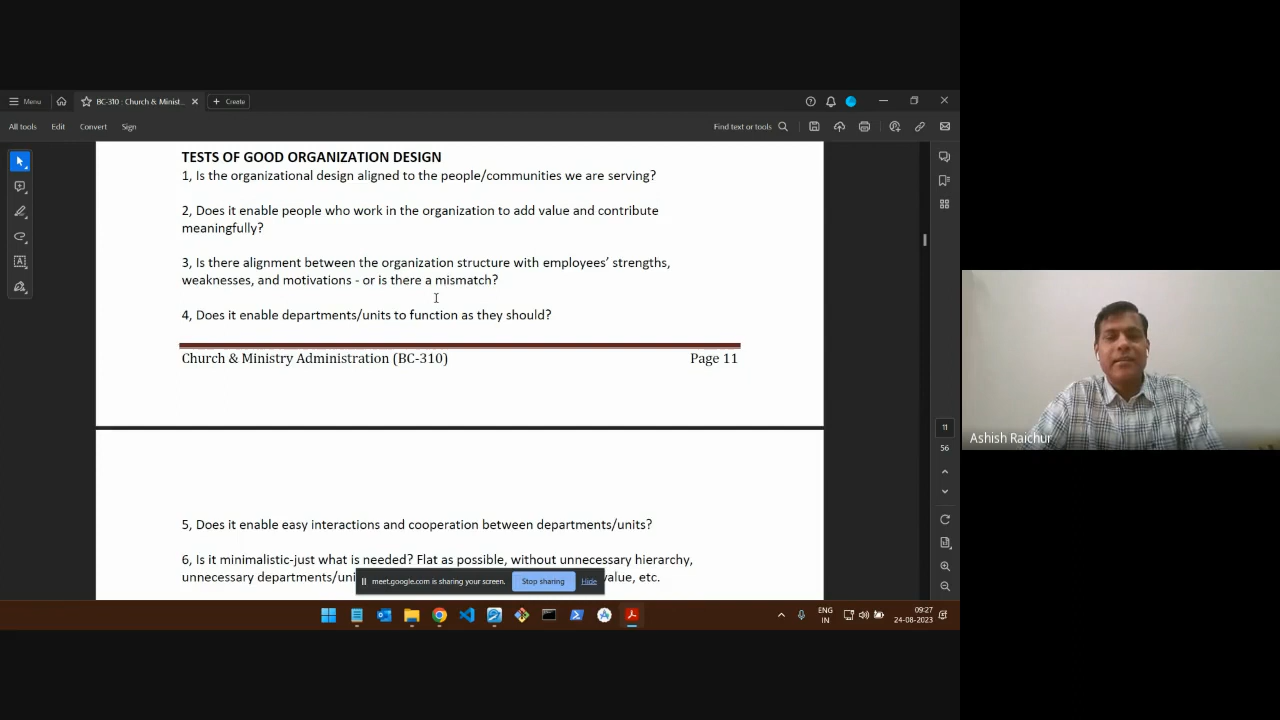 Menu
BC-310 : Church & Minist...
Create
All tools
Edit
Convert
Sign
Find text or tools
TESTS OF GOOD ORGANIZATION DESIGN
1, Is the organizational design aligned to the people/communities we are serving?
2, Does it enable people who work in the organization to add value and contribute
meaningfully?
3, Is there alignment between the organization structure with employees’ strengths,
weaknesses, and motivations - or is there a mismatch?
4, Does it enable departments/units to function as they should?
Church & Ministry Administration (BC-310)
Page 11
11
56
Ashish Raichur
5, Does it enable easy interactions and cooperation between departments/units?
6, Is it minimalistic-just what is needed? Flat as possible, without unnecessary hierarchy,
unnecessary value, etc.
meet.google.com is sharing your screen.
Stop sharing
Hide
ENG
IN
09:27
24-08-2023